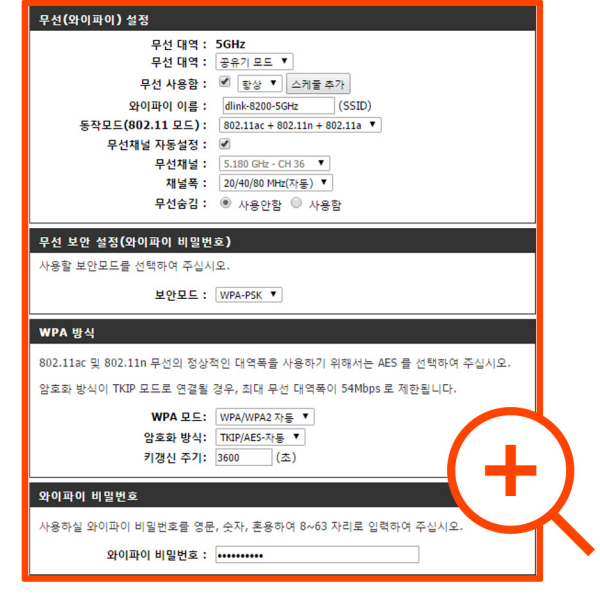 무선(와이파이) 설정
무선 대역 : 5GHz
무선 대역 : 공유기 모드 ▼
무선 사용함 : 항상 ▼ 스케줄 추가
와이파이 이름 : dlink-8200-5GHz (SSID)
동작모드(802.11 모드) : 802.11ac + 802.11n + 802.11a ▼
무선채널 자동설정 :
무선채널 : 5.180 GHz - CH 36 ▼
채널폭 : 20/40/80 MHz(자동) ▼
무선숨김 : 사용안함 사용함
무선 보안 설정(와이파이 비밀번호)
사용할 보안모드를 선택하여 주십시오.
보안모드 : WPA-PSK ▼
WPA 방식
802.11ac 및 802.11n 무선의 정상적인 대역폭을 사용하기 위해서는 AES 를 선택하여 주십시오.
암호화 방식이 TKIP 모드로 연결될 경우, 최대 무선 대역폭이 54Mbps 로 제한됩니다.
WPA 모드: WPA/WPA2 자동 ▼
암호화 방식: TKIP/AES-자동 ▼
키갱신 주기: 3600 (초)
와이파이 비밀번호
사용하실 와이파이 비밀번호를 영문, 숫자, 혼용하여 8~63 자리로 입력하여 주십시오.
와이파이 비밀번호 : ••••••••••